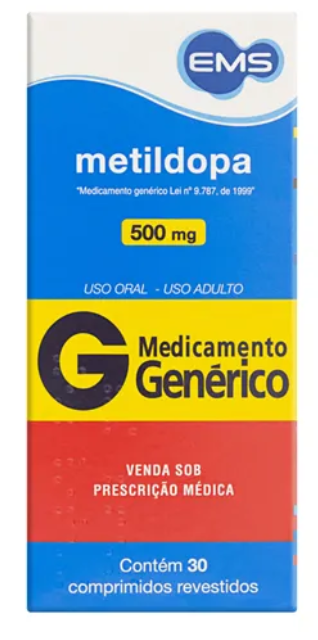 EMS
metildopa
"Medicamento genérico Lei nº 9.787, de 1999"
500 mg
USO ORAL - USO ADULTO
G Medicamento
Genérico
VENDA SOB
PRESCRIÇÃO MÉDICA
Contém 30
comprimidos revestidos